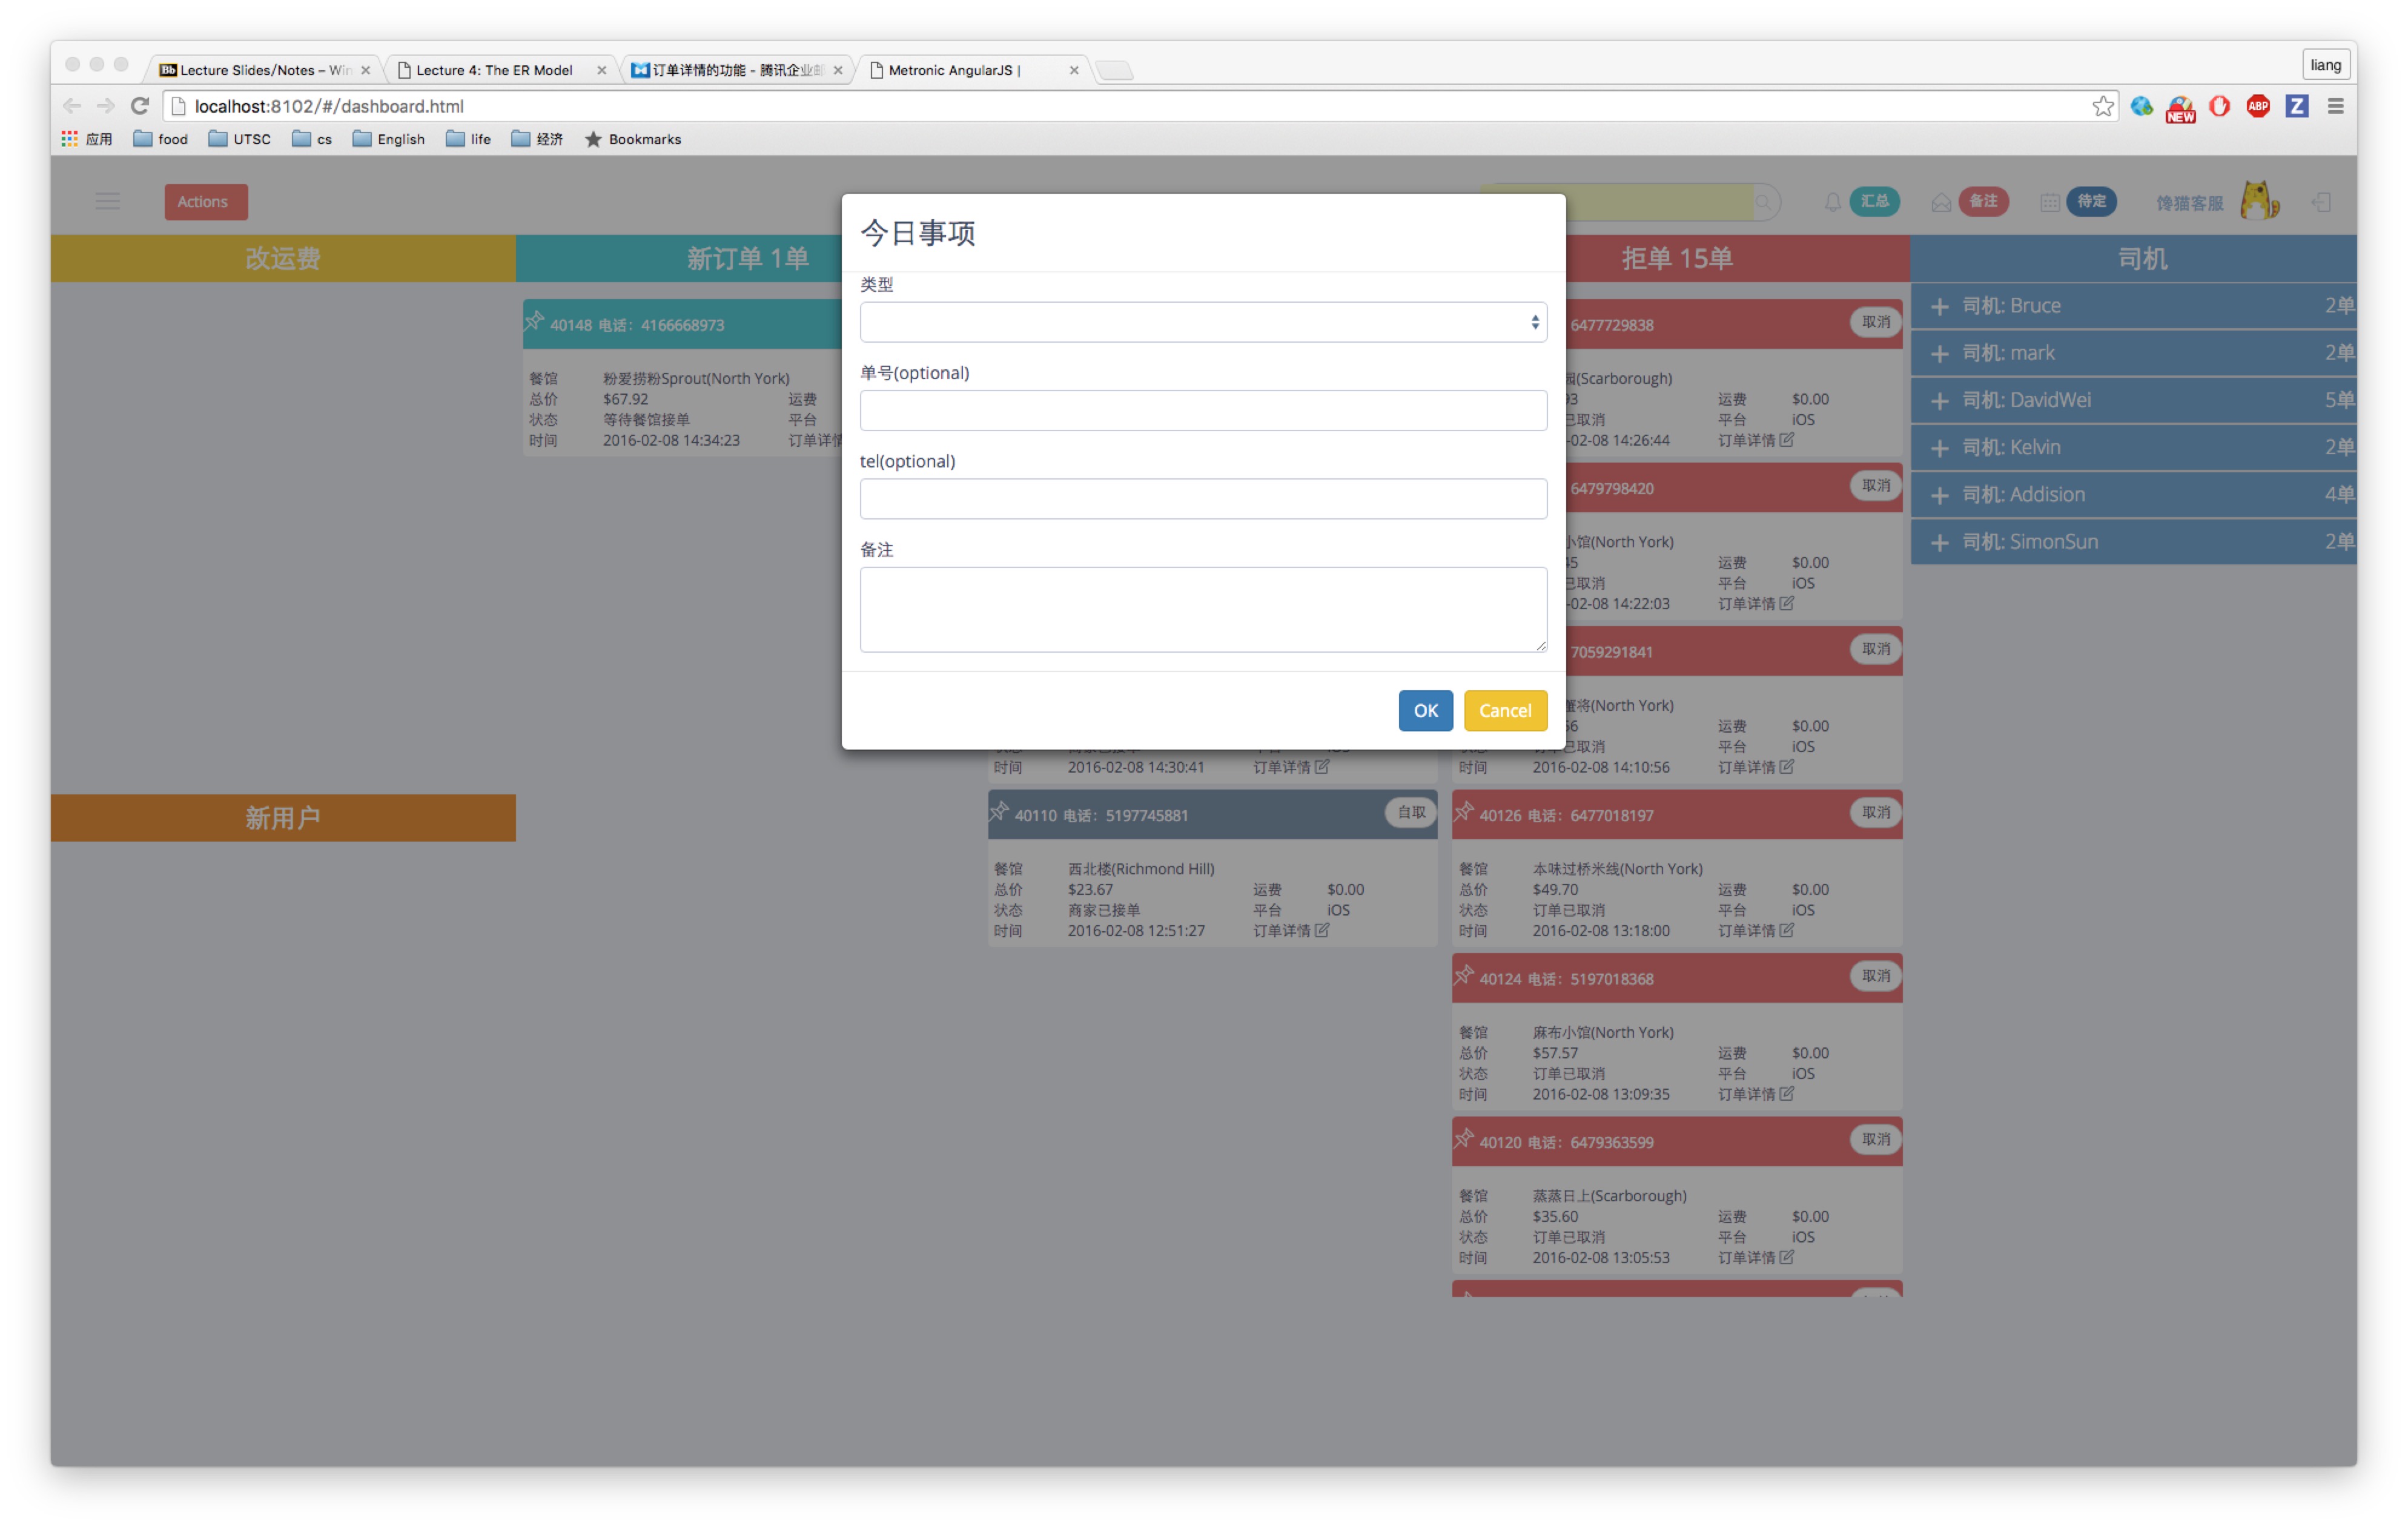 Lecture Slides/Notes – Win
Lecture 4: The ER Model
订单详情的功能 - 腾讯企业邮
Metronic AngularJS |
liang
localhost:8102/#/dashboard.html
NEW
ABP
Z
应用
food
UTSC
cs
English
life
经济
Bookmarks
Actions
汇总
备注
待定
馋猫客服
改运费
新订单 1单
拒单 15单
司机
今日事项
类型
单号(optional)
tel(optional)
备注
OK
Cancel
40148 电话: 4166668973
餐馆 粉爱捞粉Sprout(North York)
总价 $67.92 运费
状态 等待餐馆接单 平台
时间 2016-02-08 14:34:23 订单详情
新用户
时间 2016-02-08 14:30:41 订单详情
40110 电话: 5197745881 自取
餐馆 西北楼(Richmond Hill)
总价 $23.67 运费 $0.00
状态 商家已接单 平台 iOS
时间 2016-02-08 12:51:27 订单详情
6477729838 取消
(Scarborough)
93 运费 $0.00
已取消 平台 iOS
-02-08 14:26:44 订单详情
6479798420 取消
小馆(North York)
45 运费 $0.00
已取消 平台 iOS
-02-08 14:22:03 订单详情
7059291841 取消
蟹将(North York)
56 运费 $0.00
订单已取消 平台 iOS
时间 2016-02-08 14:10:56 订单详情
40126 电话: 6477018197 取消
餐馆 本味过桥米线(North York)
总价 $49.70 运费 $0.00
状态 订单已取消 平台 iOS
时间 2016-02-08 13:18:00 订单详情
40124 电话: 5197018368 取消
餐馆 麻布小馆(North York)
总价 $57.57 运费 $0.00
状态 订单已取消 平台 iOS
时间 2016-02-08 13:09:35 订单详情
40120 电话: 6479363599 取消
餐馆 蒸蒸日上(Scarborough)
总价 $35.60 运费 $0.00
状态 订单已取消 平台 iOS
时间 2016-02-08 13:05:53 订单详情
司机: Bruce 2单
司机: mark 2单
司机: DavidWei 5单
司机: Kelvin 2单
司机: Addision 4单
司机: SimonSun 2单